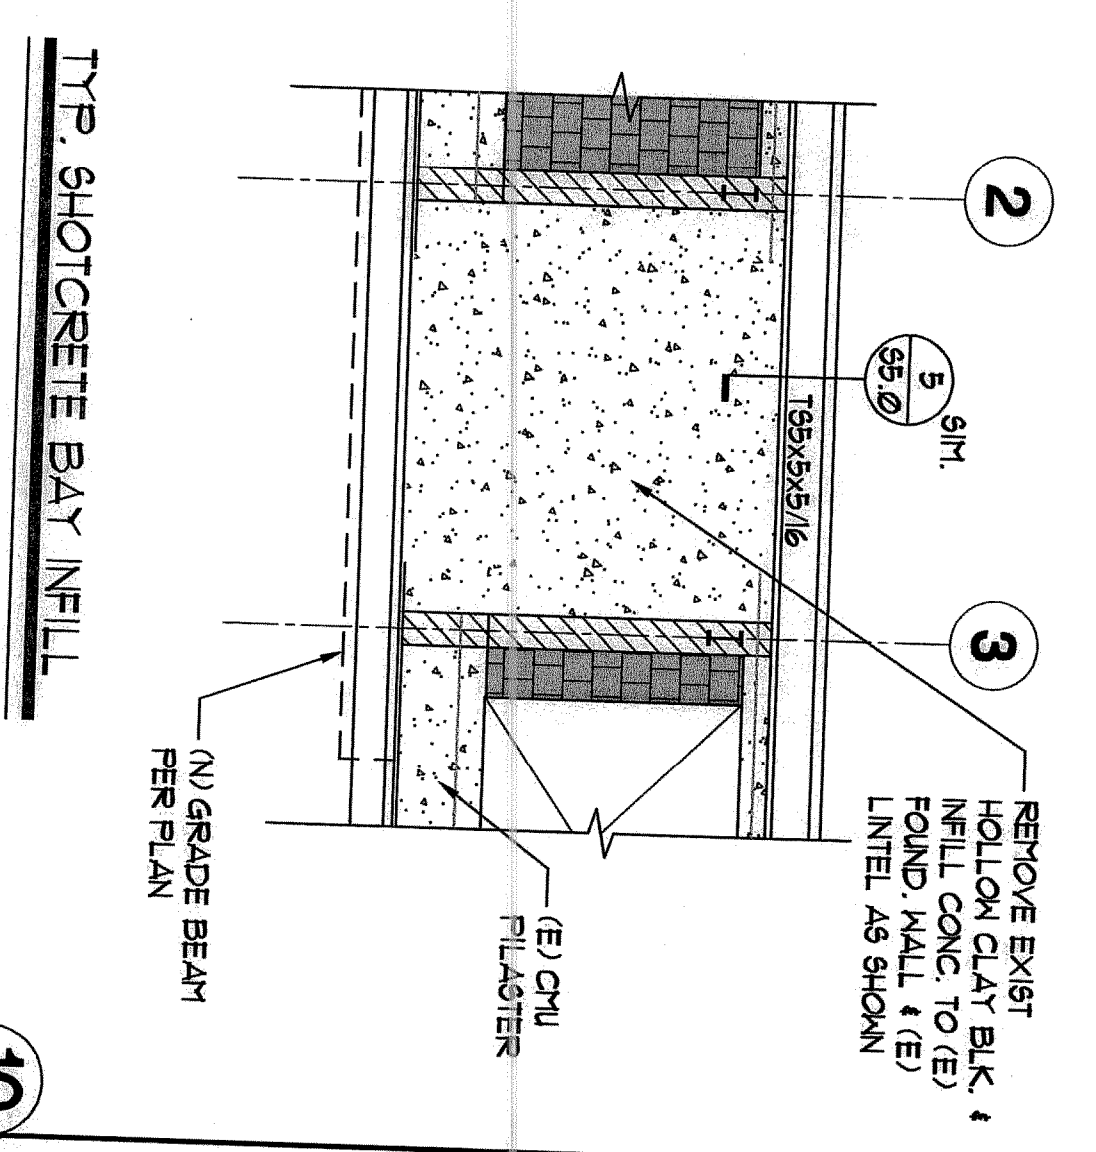 2
3
5
S5.0
SIM.
TS5x5x5/16
REMOVE EXIST
HOLLOW CLAY BLK. &
INFILL CONC. TO (E)
FOUND. WALL & (E)
LINTEL AS SHOWN
(E) CMU
PILASTER
(N) GRADE BEAM
PER PLAN
TYP. SHOTCRETE BAY INFILL
10